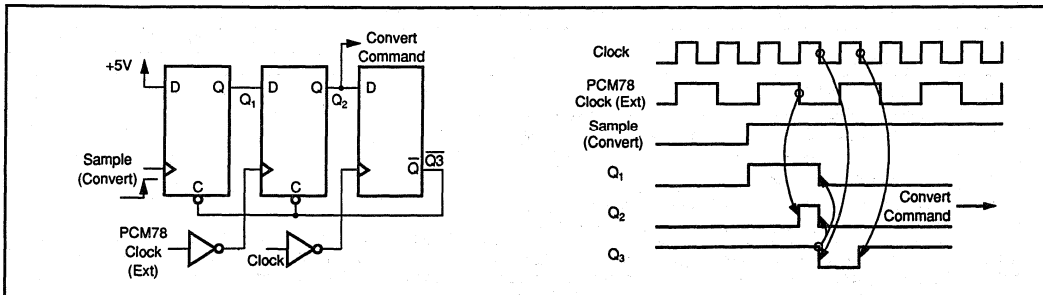 Convert
Command
+5V
D
Q
D
Q
D
Q₁
Q₂
Q̅
Q̅3̅
Sample
(Convert)
C
C
PCM78
Clock
(Ext)
Clock
Clock
PCM78
Clock (Ext)
Sample
(Convert)
Q₁
Q₂
Convert
Command
Q₃